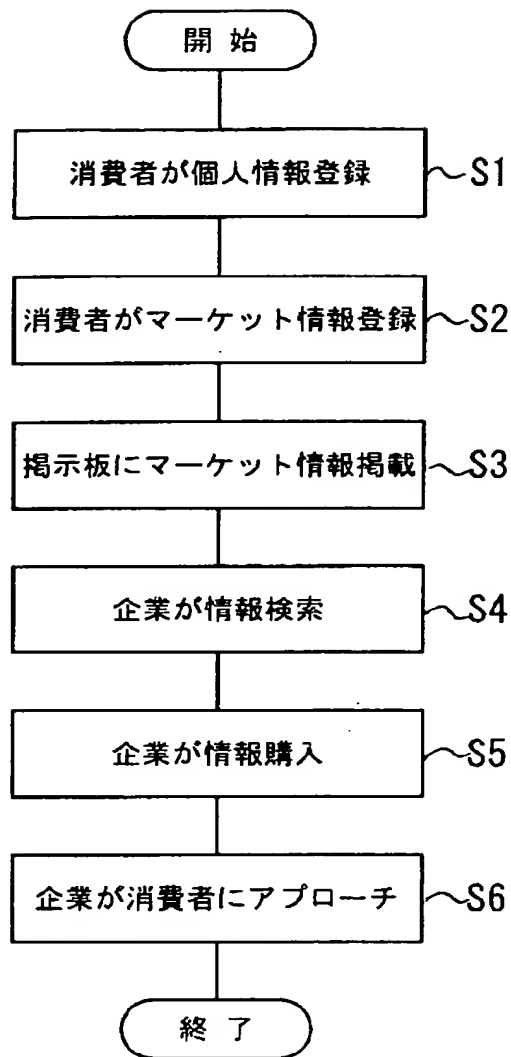 開始
消費者が個人情報登録 S1
消費者がマーケット情報登録 S2
掲示板にマーケット情報掲載 S3
企業が情報検索 S4
企業が情報購入 S5
企業が消費者にアプローチ S6
終了